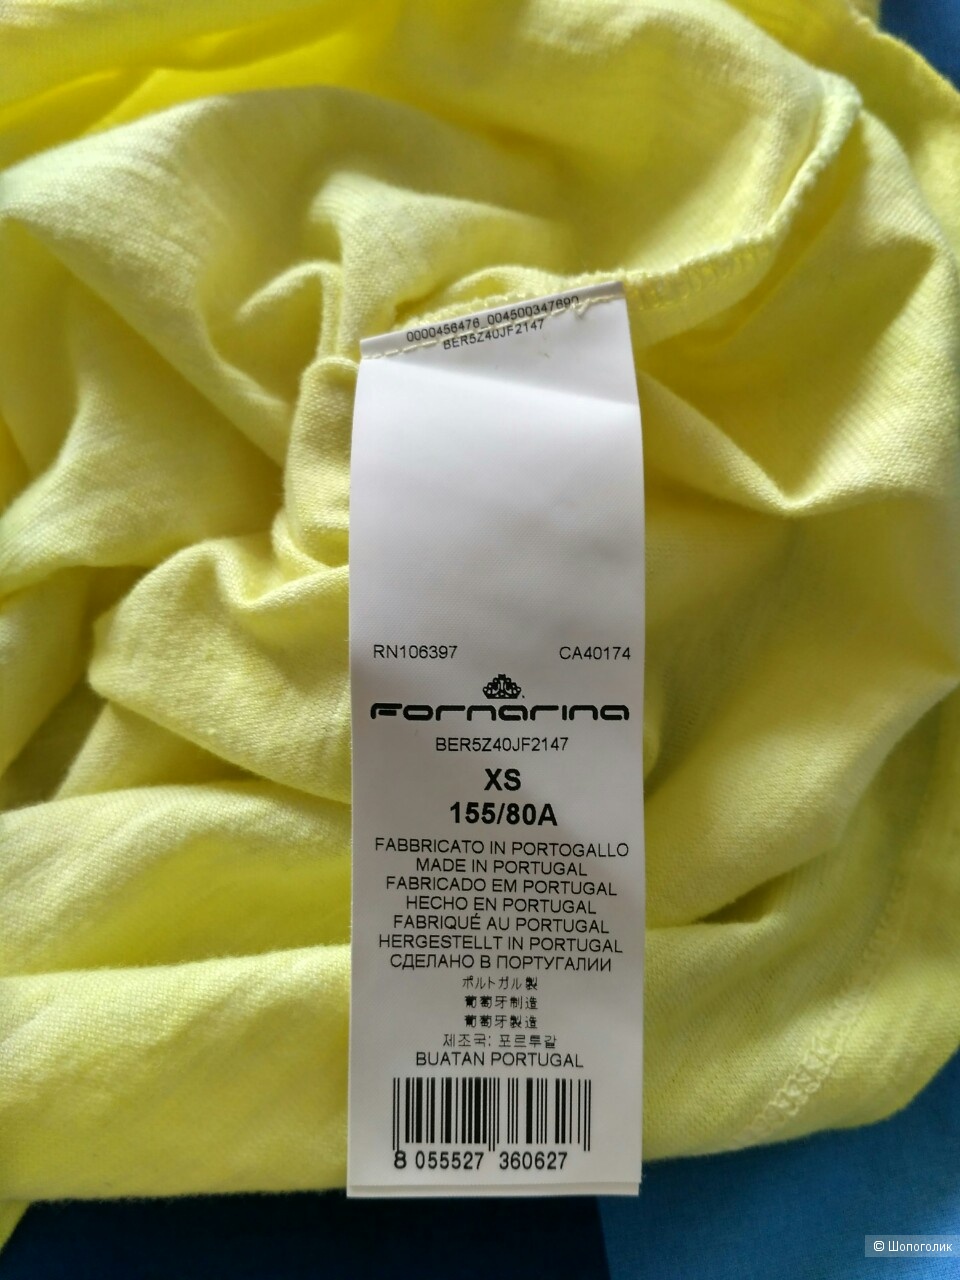 0000456476_004500347690
BER5Z40JF2147
RN106397 CA40174
Fornarina
BER5Z40JF2147
XS
155/80A
FABBRICATO IN PORTOGALLO
MADE IN PORTUGAL
FABRICADO EM PORTUGAL
HECHO EN PORTUGAL
FABRIQUÉ AU PORTUGAL
HERGESTELLT IN PORTUGAL
СДЕЛАНО В ПОРТУГАЛИИ
ポルトガル製
葡萄牙制造
葡萄牙製造
제조국: 포르투갈
BUATAN PORTUGAL
8 055527 360627
© Шопоголик